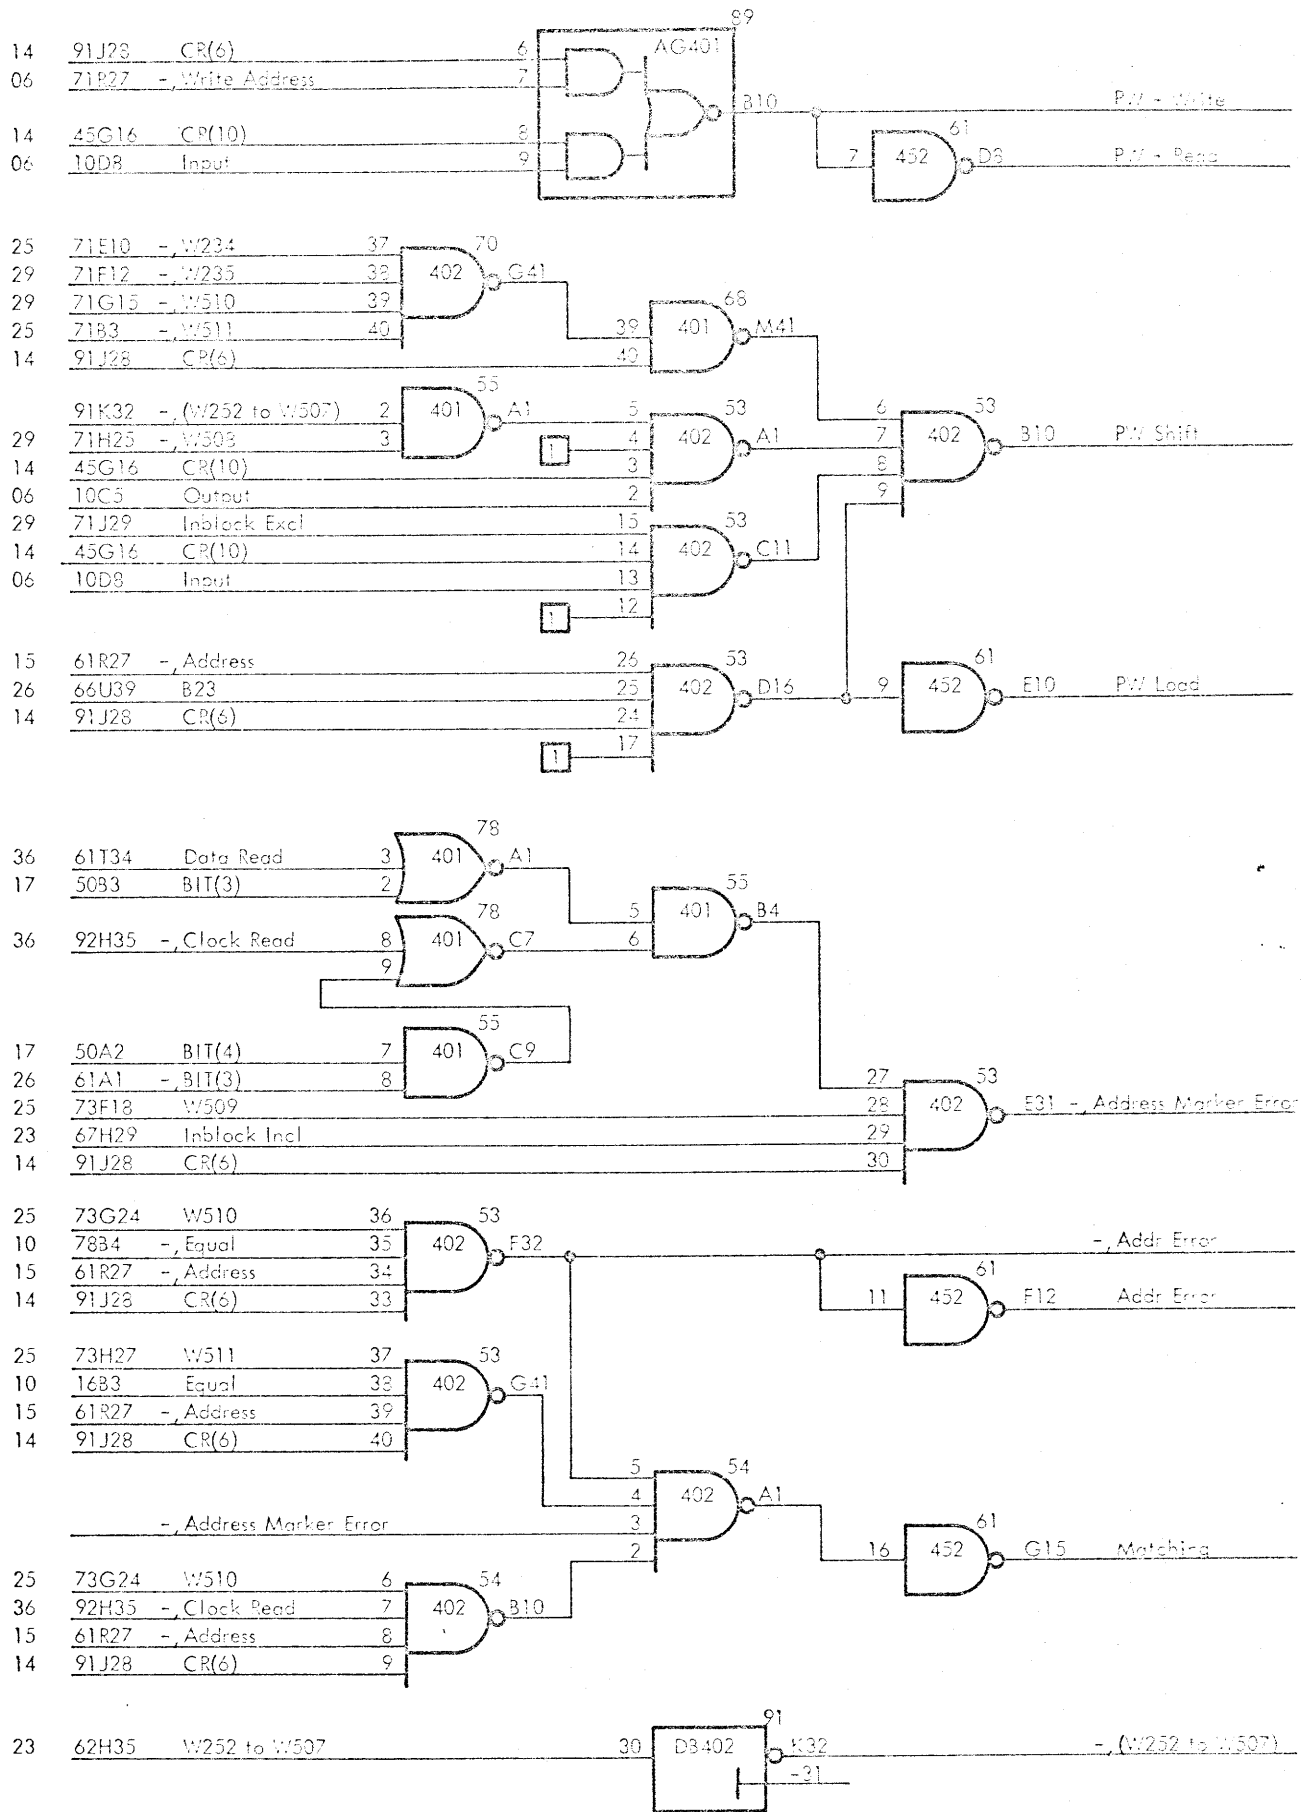 89
14 91J28 CR(6) 6 AG401
06 71R27 -,Write Address 7
B10 PW - Write
14 45G16 CR(10) 8 61
06 10D8 Input 9 7 452 D8 PW - Read
25 71E10 -,W234 37 70
29 71F12 -,W235 38 402 G41
29 71G15 -,W510 39 68
25 71B3 -,W511 40 39 401 M41
14 91J28 CR(6) 40
55
91K32 -,(W252 to W507) 2 401 A1 5 53 6 53
29 71H25 -,W508 3 1 4 402 A1 7 402 B10 PW Shift
14 45G16 CR(10) 3 8
06 10C5 Output 2 9
29 71J29 Inblock Excl 15 53
14 45G16 CR(10) 14 402 C11
06 10D8 Input 13
1 12
15 61R27 -,Address 26 53 61
26 66U39 B23 25 402 D16 9 452 E10 PW Load
14 91J28 CR(6) 24
1 17
78
36 61T34 Data Read 3 401 A1
17 50B3 BIT(3) 2 55
78 5 401 B4
36 92H35 -,Clock Read 8 401 C7 6
9
55
17 50A2 BIT(4) 7 401 C9
26 61A1 -,BIT(3) 8 27 53
25 73F18 W509 28 402 E31 -,Address Marker Error
23 67H29 Inblock Incl 29
14 91J28 CR(6) 30
25 73G24 W510 36 53
10 78B4 -,Equal 35 402 F32 -,Addr Error
15 61R27 -,Address 34 61
14 91J28 CR(6) 33 11 452 F12 Addr Error
25 73H27 W511 37 53
10 16B3 Equal 38 402 G41
15 61R27 -,Address 39
14 91J28 CR(6) 40
5 54
4 402 A1
-,Address Marker Error 3 61
2 16 452 G15 Matching
25 73G24 W510 6 54
36 92H35 -,Clock Read 7 402 B10
15 61R27 -,Address 8
14 91J28 CR(6) 9
91
23 62H35 W252 to W507 30 DB402 K32 -,(W252 to W507)
-31